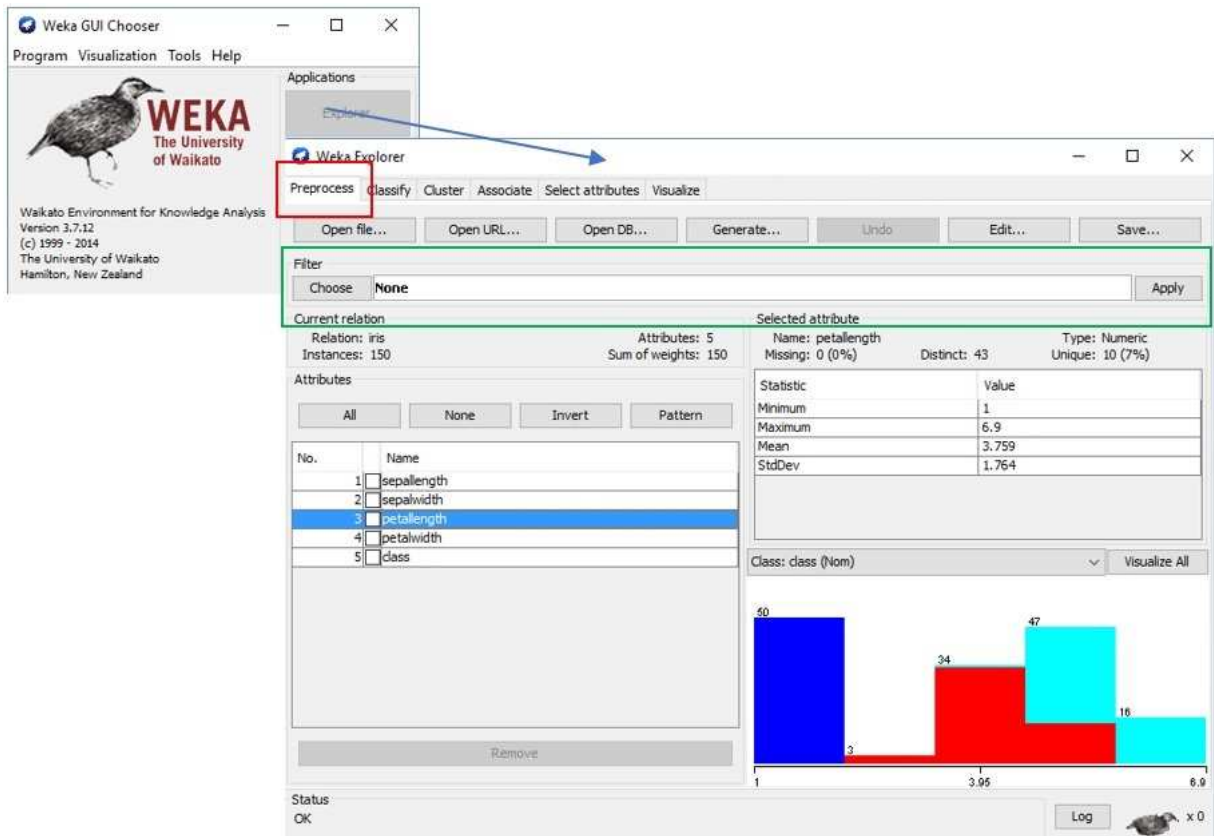 Weka GUI Chooser
Program Visualization Tools Help
Applications
Explorer
WEKA
The University
of Waikato
Waikato Environment for Knowledge Analysis
Version 3.7.12
(c) 1999 - 2014
The University of Waikato
Hamilton, New Zealand
Weka Explorer
Preprocess Classify Cluster Associate Select attributes Visualize
Open file... Open URL... Open DB... Generate... Undo Edit... Save...
Filter
Choose None Apply
Current relation
Relation: iris Attributes: 5
Instances: 150 Sum of weights: 150
Selected attribute
Name: petallength Type: Numeric
Missing: 0 (0%) Distinct: 43 Unique: 10 (7%)
Attributes
All None Invert Pattern
No. Name
1 sepallength
2 sepalwidth
3 petallength
4 petalwidth
5 class
Remove
Statistic Value
Minimum 1
Maximum 6.9
Mean 3.759
StdDev 1.764
Class: class (Nom) Visualize All
50
47
34
16
3
1 3.95 6.9
Status
OK
Log x 0